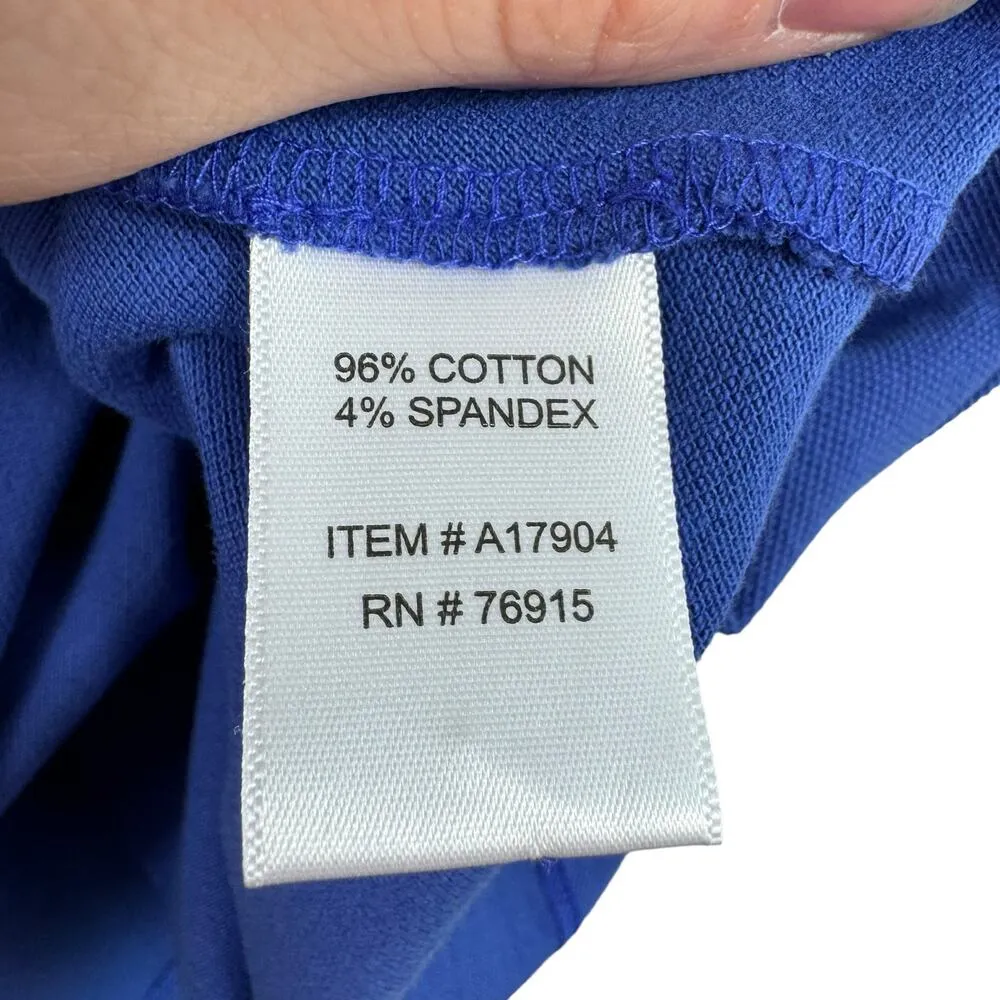 96% COTTON
4% SPANDEX
ITEM # A17904
RN # 76915